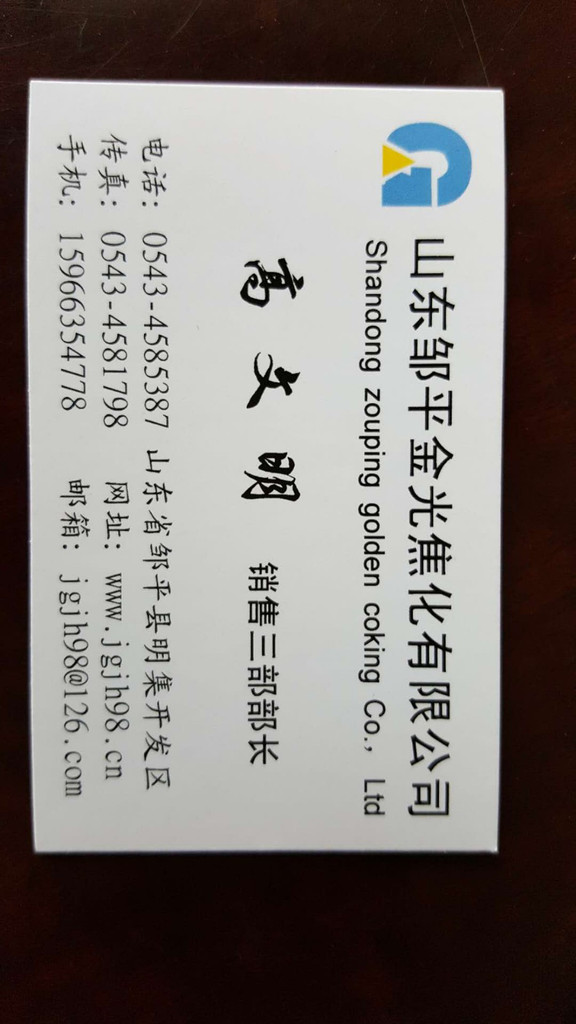 山东邹平金光焦化有限公司
Shandong zouping golden coking Co., Ltd
高文明 销售三部部长
电话: 0543-4585387 山东省邹平县明集开发区
传真: 0543-4581798 网址: www.jgjh98.cn
手机: 15966354778 邮箱: jgjh98@126.com